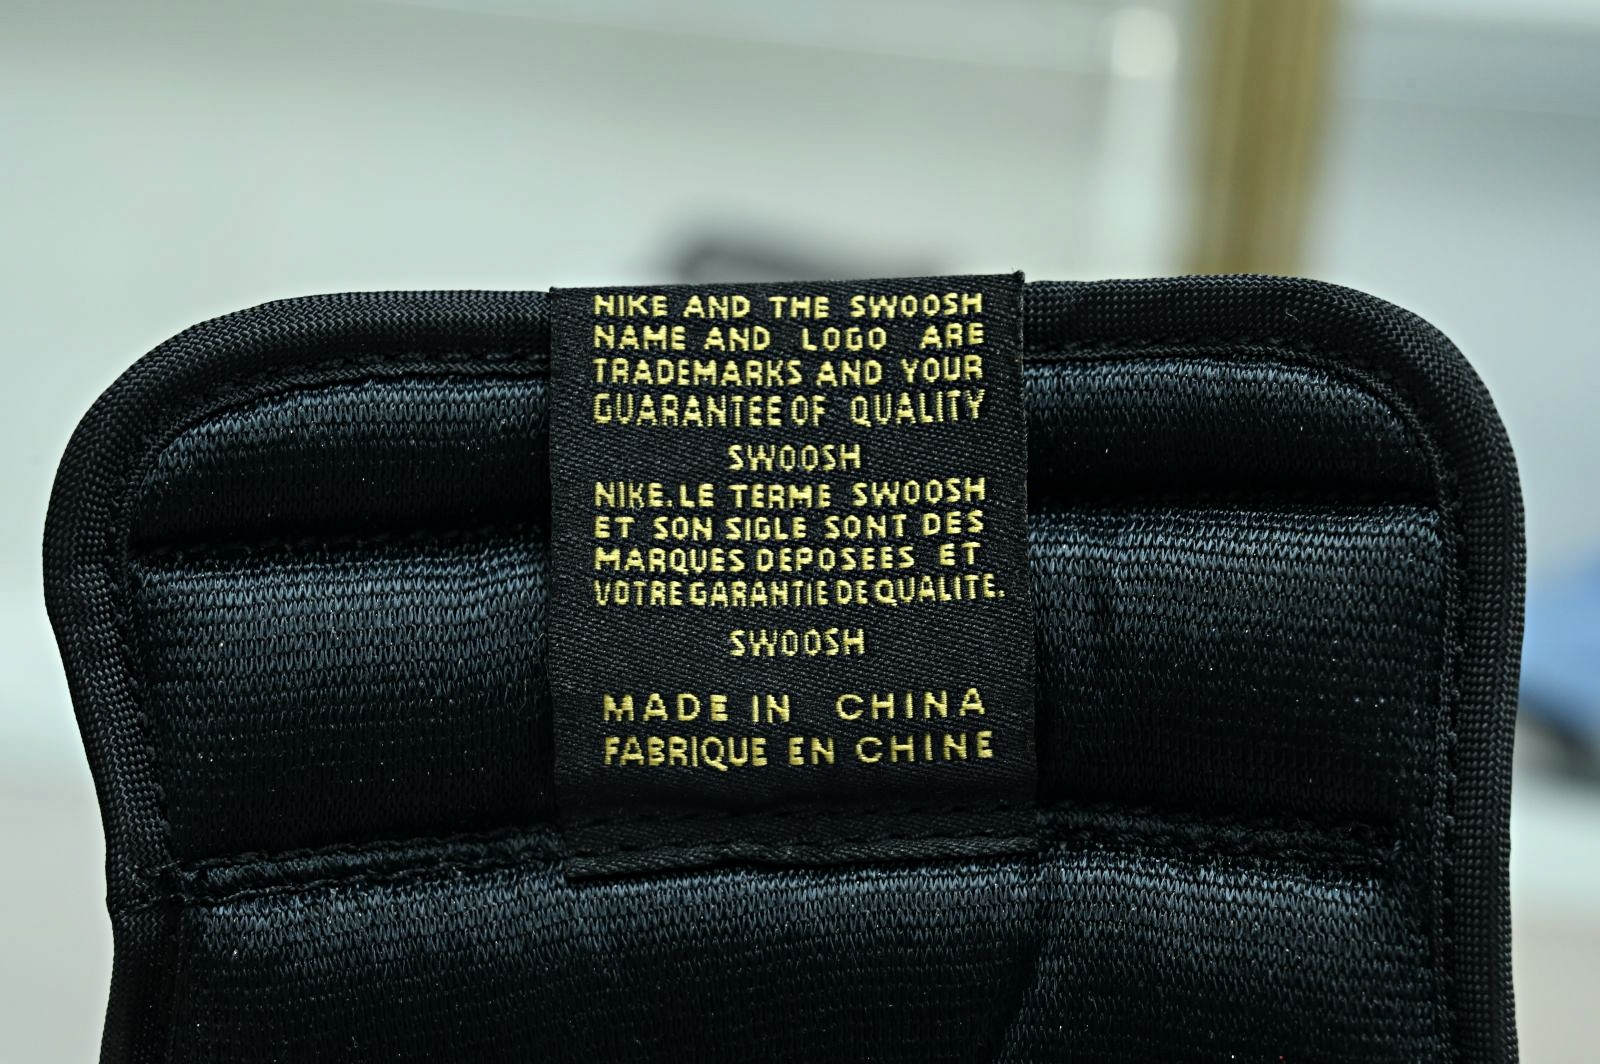 NIKE AND THE SWOOSH
NAME AND LOGO ARE
TRADEMARKS AND YOUR
GUARANTEE OF QUALITY
SWOOSH
NIKE.LE TERME SWOOSH
ET SON SIGLE SONT DES
MARQUES DEPOSEES ET
VOTRE GARANTIE DE QUALITE.
SWOOSH
MADE IN CHINA
FABRIQUE EN CHINE